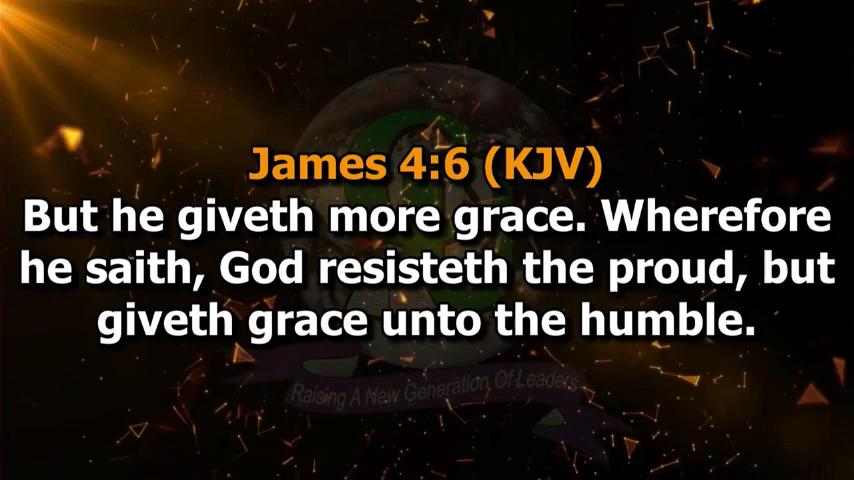 James 4:6 (KJV)
But he giveth more grace. Wherefore
he saith, God resisteth the proud, but
giveth grace unto the humble.
Raising A New Generation Of Leaders